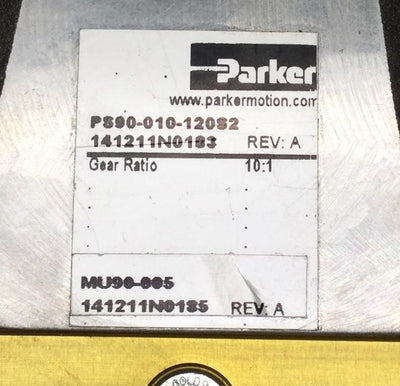 Parker
www.parkermotion.com
PS90-010-120S2
141211N0183 REV: A
Gear Ratio 10:1
MU90-005
141211N0185 REV: A